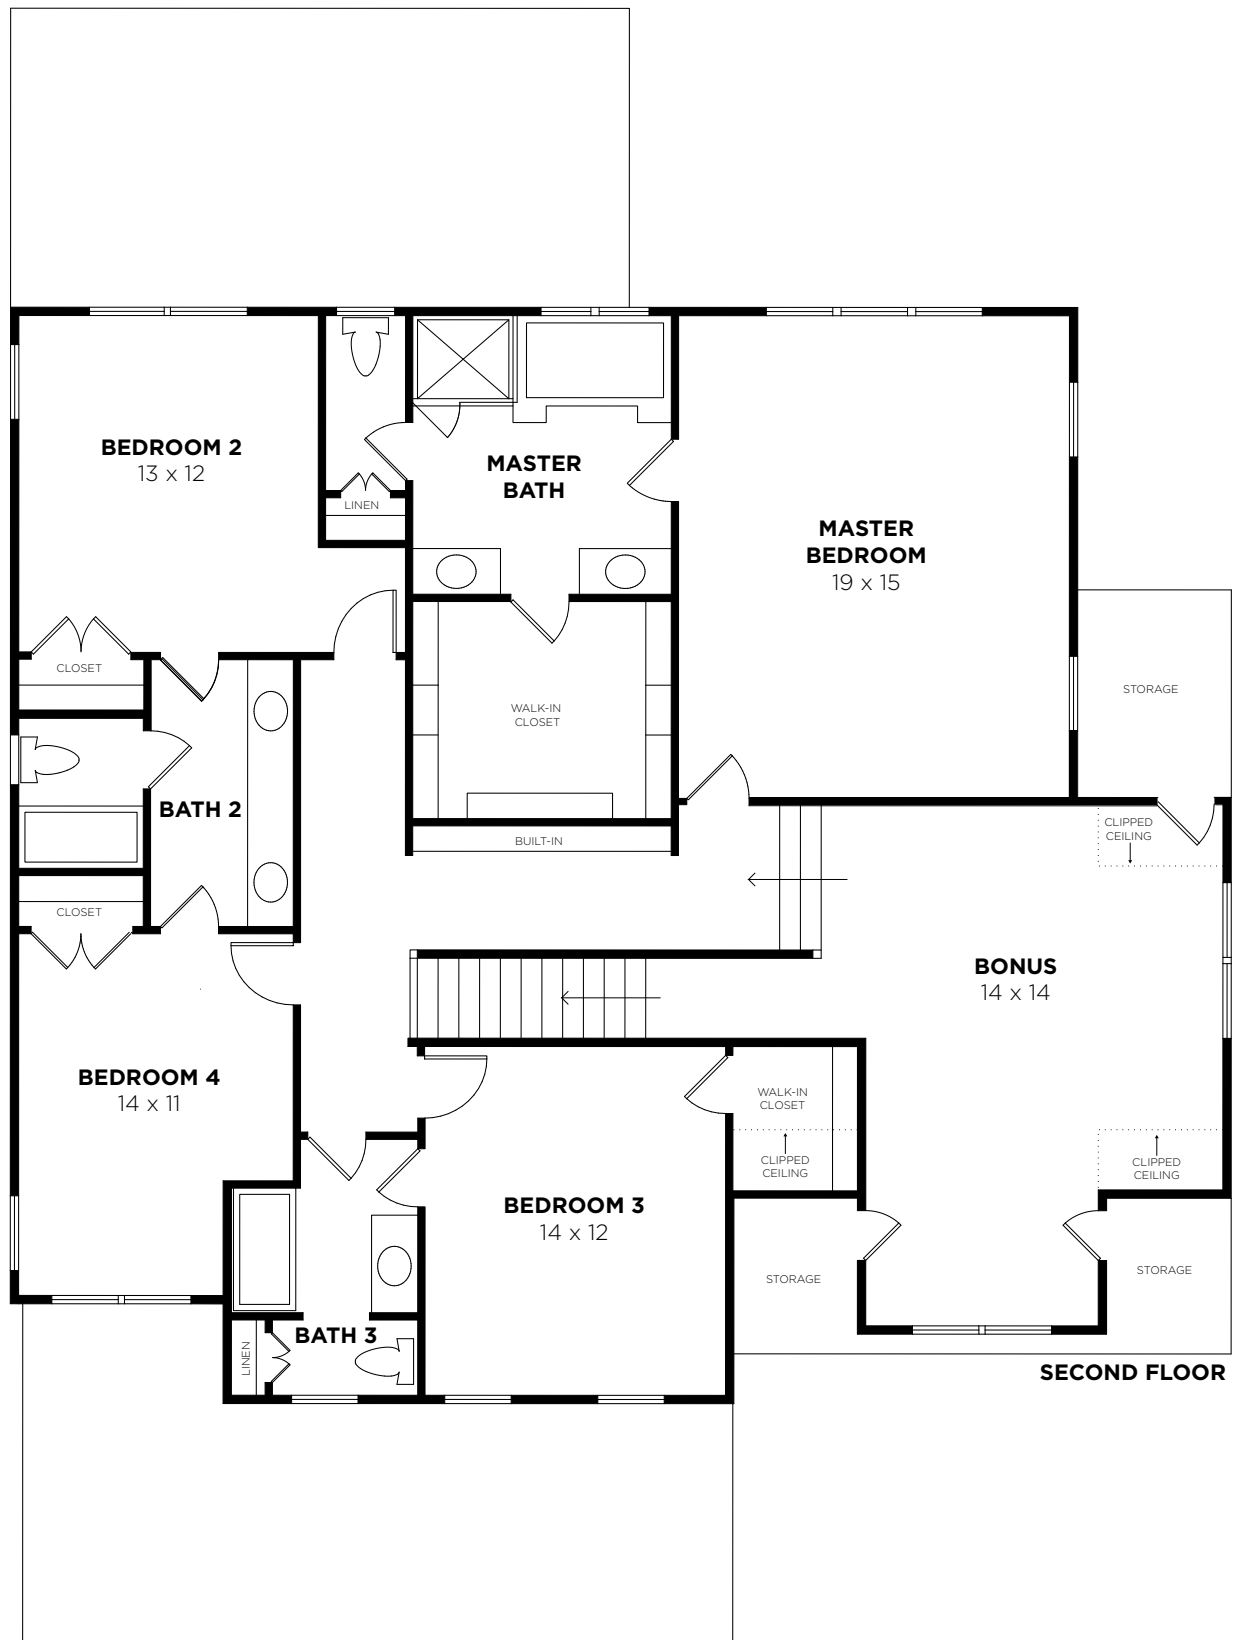 BEDROOM 2
13 x 12
LINEN
MASTER
BATH
MASTER
BEDROOM
19 x 15
CLOSET
WALK-IN
CLOSET
STORAGE
BATH 2
BUILT-IN
CLIPPED
CEILING
CLOSET
BONUS
14 x 14
BEDROOM 4
14 x 11
WALK-IN
CLOSET
CLIPPED
CEILING
CLIPPED
CEILING
BEDROOM 3
14 x 12
STORAGE
STORAGE
BATH 3
LINEN
SECOND FLOOR